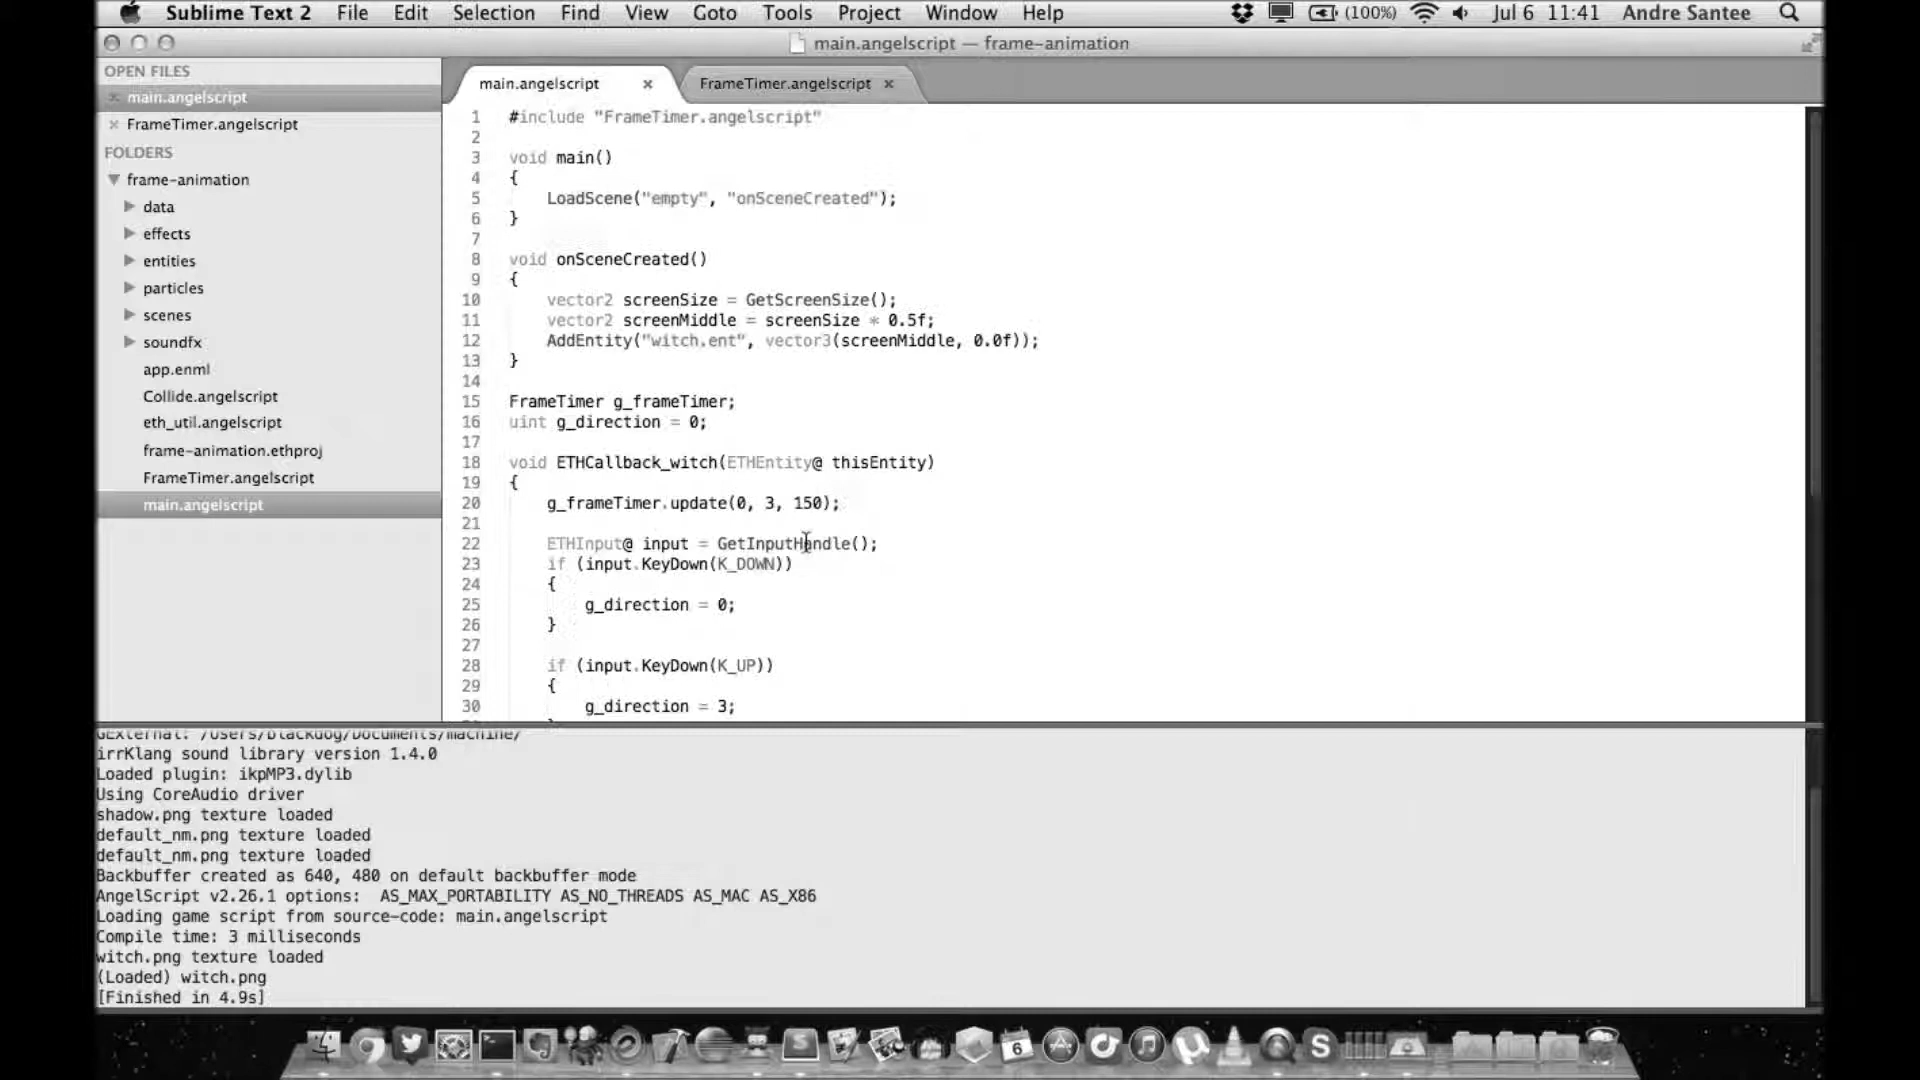 Sublime Text 2 File Edit Selection Find View Goto Tools Project Window Help (100%) Jul 6 11:41 Andre Santee
main.angelscript — frame-animation
OPEN FILES
main.angelscript
FrameTimer.angelscript
FOLDERS
frame-animation
data
effects
entities
particles
scenes
soundfx
app.enml
Collide.angelscript
eth_util.angelscript
frame-animation.ethproj
FrameTimer.angelscript
main.angelscript
main.angelscript FrameTimer.angelscript
1 #include "FrameTimer.angelscript"
2
3 void main()
4 {
5 LoadScene("empty", "onSceneCreated");
6 }
7
8 void onSceneCreated()
9 {
10 vector2 screenSize = GetScreenSize();
11 vector2 screenMiddle = screenSize * 0.5f;
12 AddEntity("witch.ent", vector3(screenMiddle, 0.0f));
13 }
14
15 FrameTimer g_frameTimer;
16 uint g_direction = 0;
17
18 void ETHCallback_witch(ETHEntity@ thisEntity)
19 {
20 g_frameTimer.update(0, 3, 150);
21
22 ETHInput@ input = GetInputHandle();
23 if (input.KeyDown(K_DOWN))
24 {
25 g_direction = 0;
26 }
27
28 if (input.KeyDown(K_UP))
29 {
30 g_direction = 3;
GExternal: /Users/blackdog/Documents/machine/
irrKlang sound library version 1.4.0
Loaded plugin: ikpMP3.dylib
Using CoreAudio driver
shadow.png texture loaded
default_nm.png texture loaded
default_nm.png texture loaded
Backbuffer created as 640, 480 on default backbuffer mode
AngelScript v2.26.1 options: AS_MAX_PORTABILITY AS_NO_THREADS AS_MAC AS_X86
Loading game script from source-code: main.angelscript
Compile time: 3 milliseconds
witch.png texture loaded
(Loaded) witch.png
[Finished in 4.9s]
6